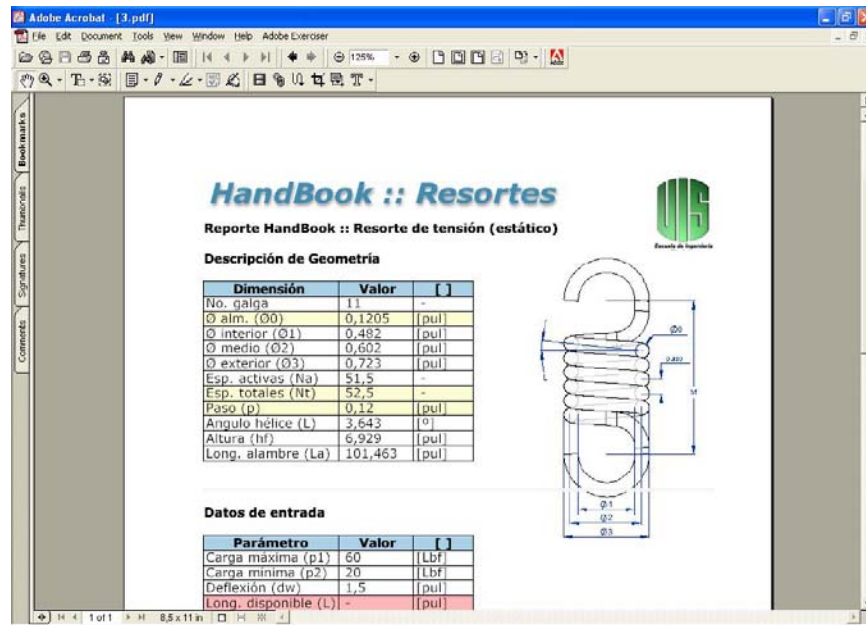 Adobe Acrobat - [3.pdf]
File Edit Document Tools View Window Help Adobe Exerciser
125%
Bookmarks
Thumbnails
Signatures
Comments
HandBook :: Resortes
Reporte HandBook :: Resorte de tensión (estático)
UIS
Escuela de Ingeniería
Descripción de Geometría
Dimensión Valor [ ]
No. galga 11 -
Ø alm. (Ø0) 0,1205 [pul]
Ø interior (Ø1) 0,482 [pul]
Ø medio (Ø2) 0,602 [pul]
Ø exterior (Ø3) 0,723 [pul]
Esp. activas (Na) 51,5 -
Esp. totales (Nt) 52,5 -
Paso (p) 0,12 [pul]
Angulo hélice (L) 3,643 [º]
Altura (hf) 6,929 [pul]
Long. alambre (La) 101,463 [pul]
Ø0
L
Ø1
Ø2
Ø3
Datos de entrada
Parámetro Valor [ ]
Carga máxima (p1) 60 [Lbf]
Carga mínima (p2) 20 [Lbf]
Deflexión (dw) 1,5 [pul]
Long. disponible (L) - [pul]
1 of 1 8,5 x 11 in